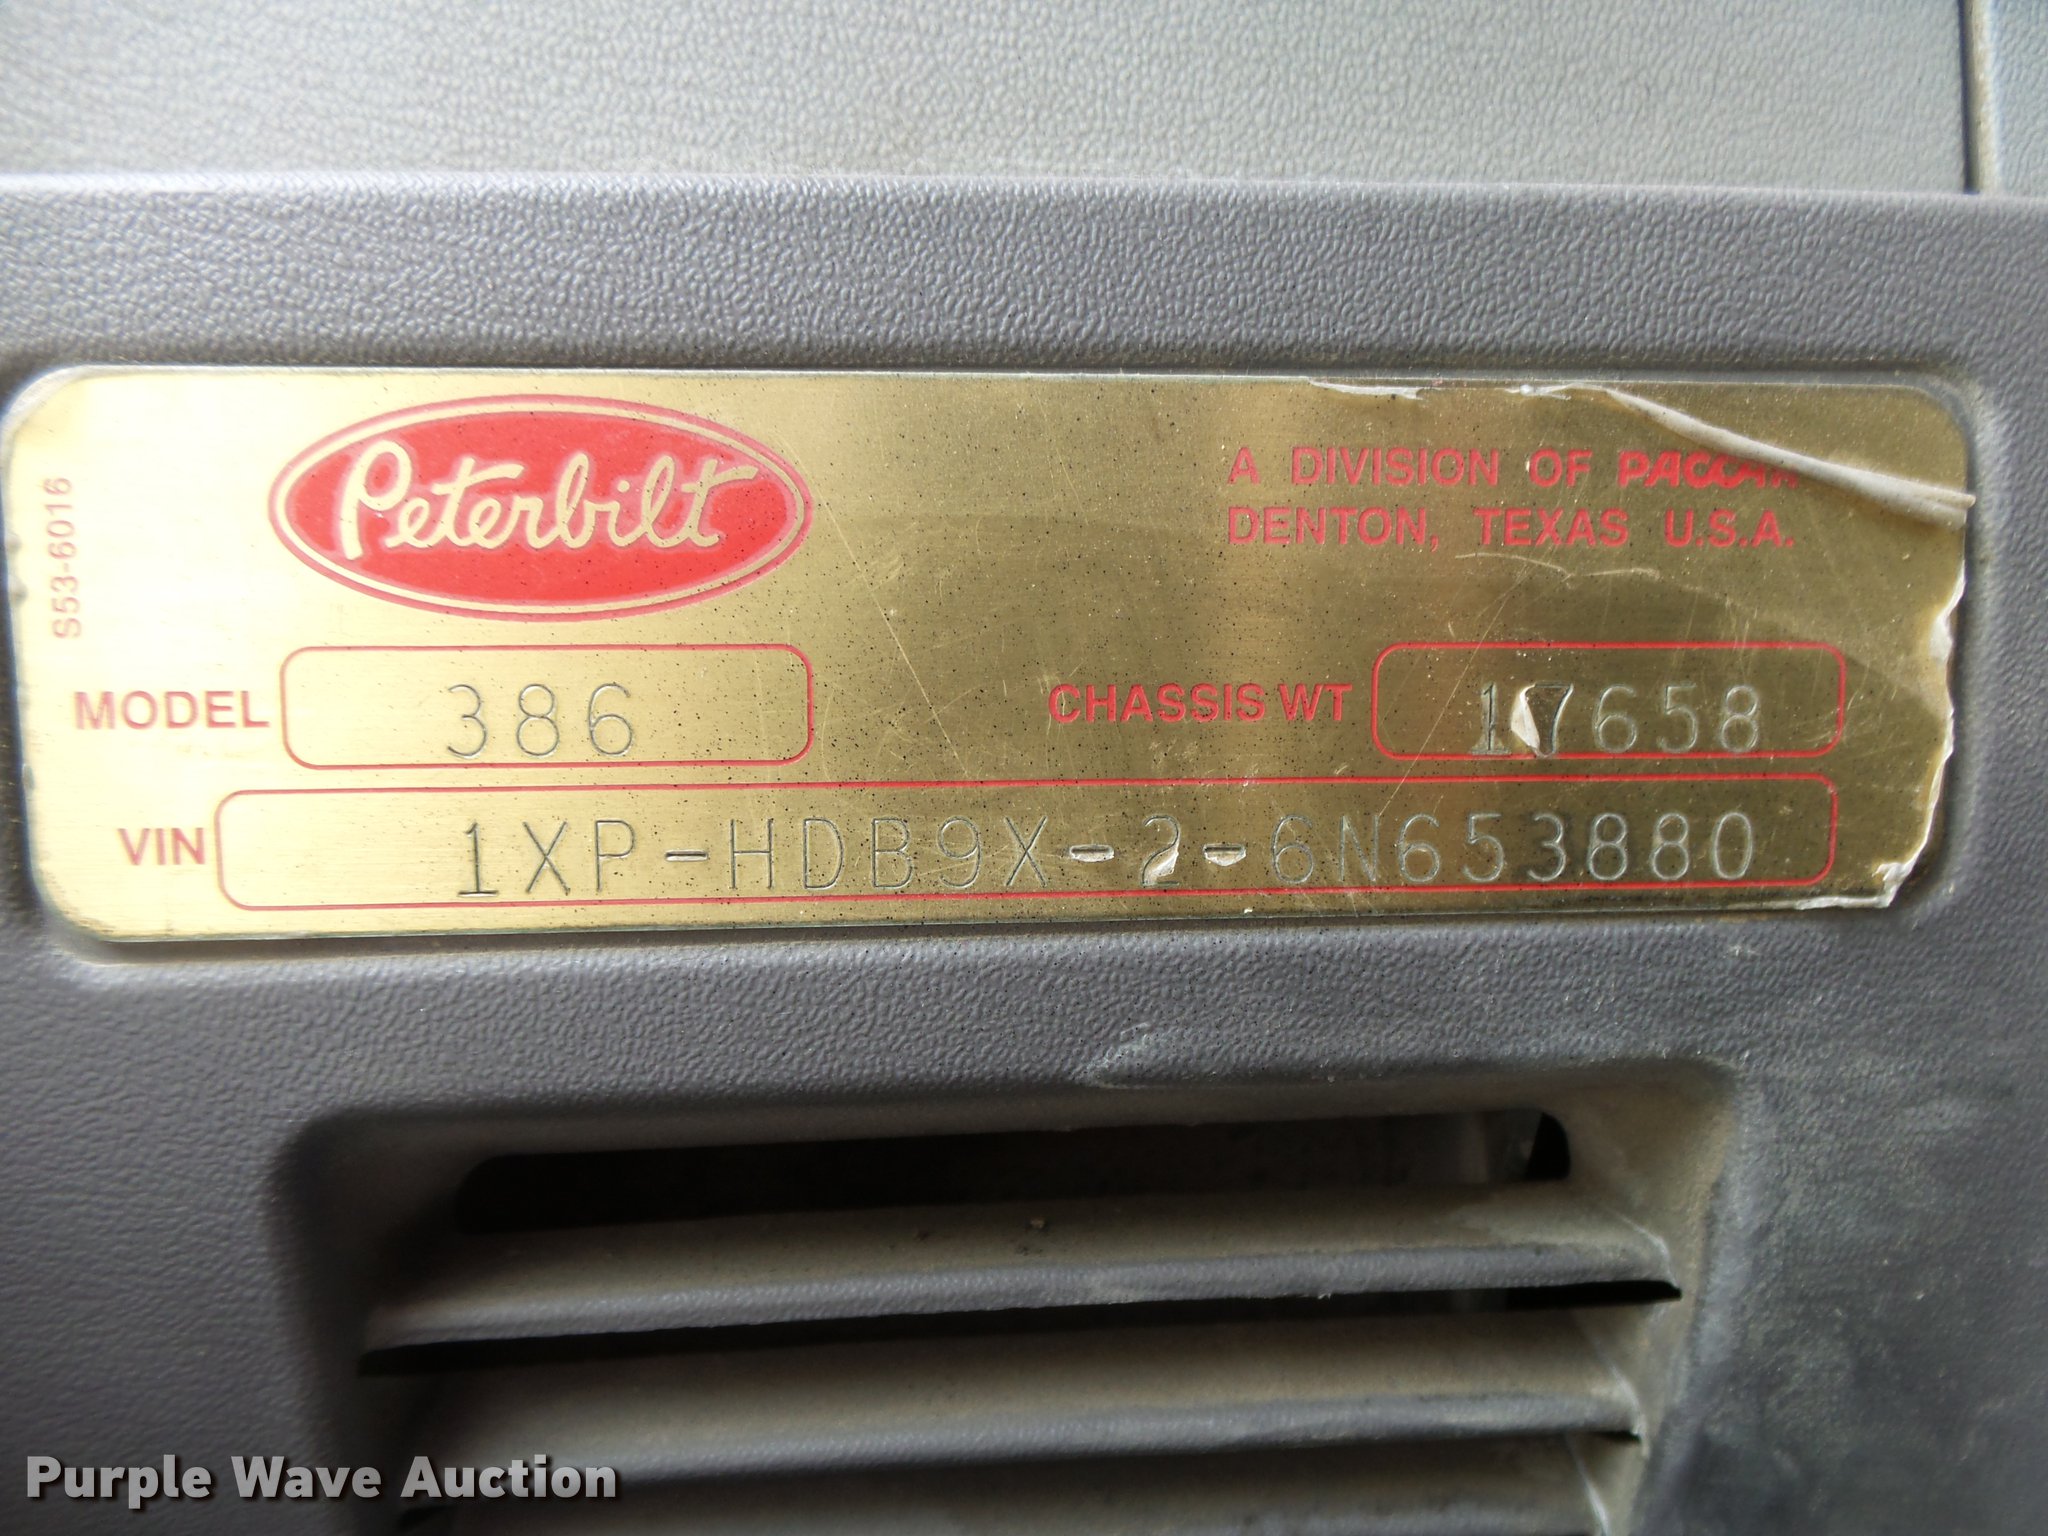 S53-6016
Peterbilt
A DIVISION OF PACCAR
DENTON, TEXAS U.S.A.
MODEL 386 CHASSIS WT 17658
VIN 1XP-HDB9X-2-6N653880
Purple Wave Auction